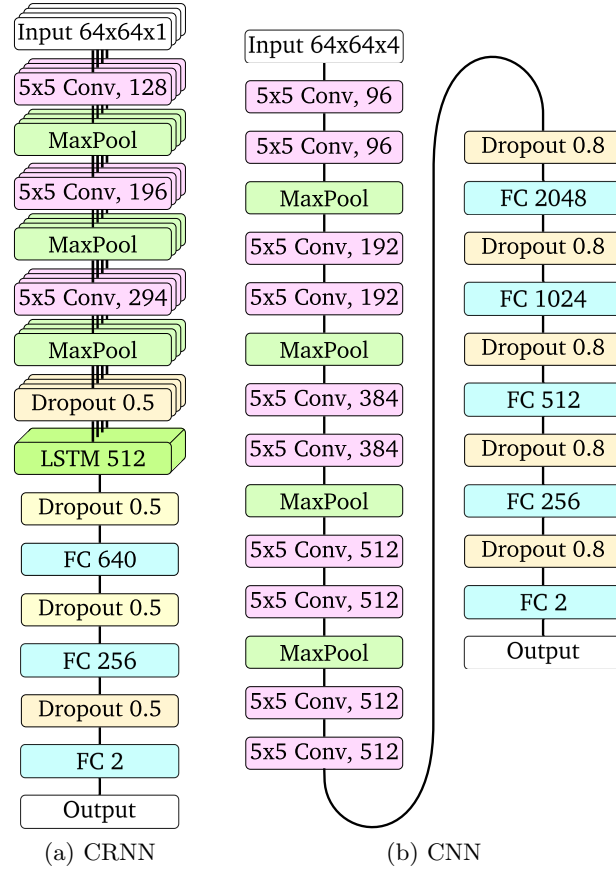 Input 64x64x1
5x5 Conv, 128
MaxPool
5x5 Conv, 196
MaxPool
5x5 Conv, 294
MaxPool
Dropout 0.5
LSTM 512
Dropout 0.5
FC 640
Dropout 0.5
FC 256
Dropout 0.5
FC 2
Output
(a) CRNN
Input 64x64x4
5x5 Conv, 96
5x5 Conv, 96
MaxPool
5x5 Conv, 192
5x5 Conv, 192
MaxPool
5x5 Conv, 384
5x5 Conv, 384
MaxPool
5x5 Conv, 512
5x5 Conv, 512
MaxPool
5x5 Conv, 512
5x5 Conv, 512
Dropout 0.8
FC 2048
Dropout 0.8
FC 1024
Dropout 0.8
FC 512
Dropout 0.8
FC 256
Dropout 0.8
FC 2
Output
(b) CNN